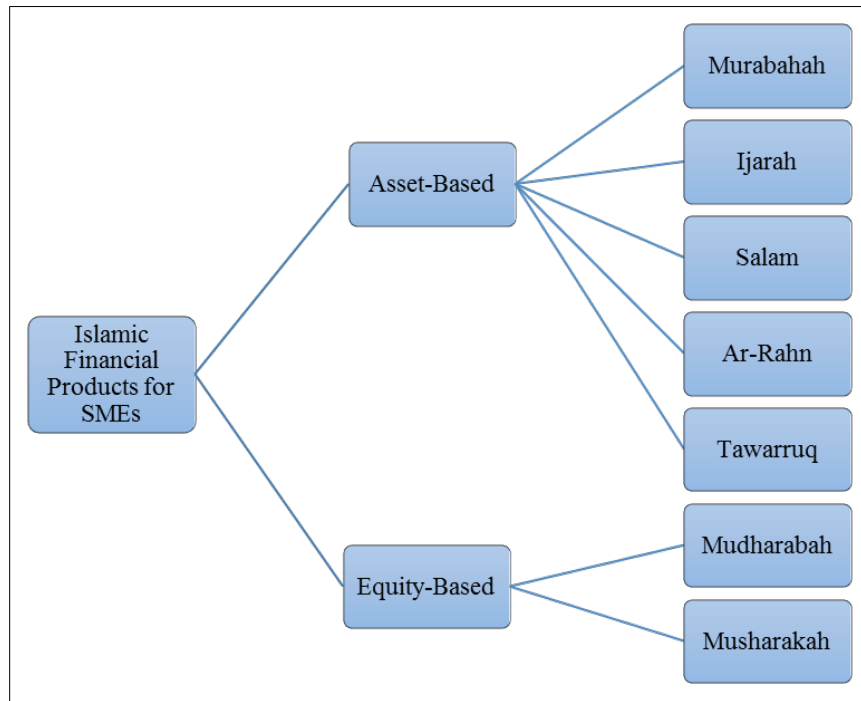 Islamic
Financial
Products for
SMEs
Asset-Based
Equity-Based
Murabahah
Ijarah
Salam
Ar-Rahn
Tawarruq
Mudharabah
Musharakah